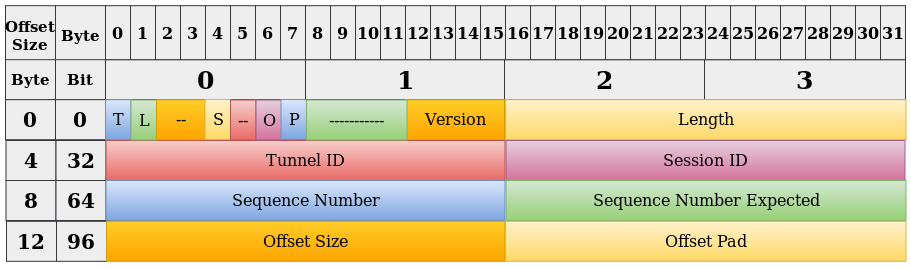 Offset Size Byte 0 1 2 3 4 5 6 7 8 9 10 11 12 13 14 15 16 17 18 19 20 21 22 23 24 25 26 27 28 29 30 31
Byte Bit 0 1 2 3
0 0 T L -- S -- O P ----------- Version Length
4 32 Tunnel ID Session ID
8 64 Sequence Number Sequence Number Expected
12 96 Offset Size Offset Pad